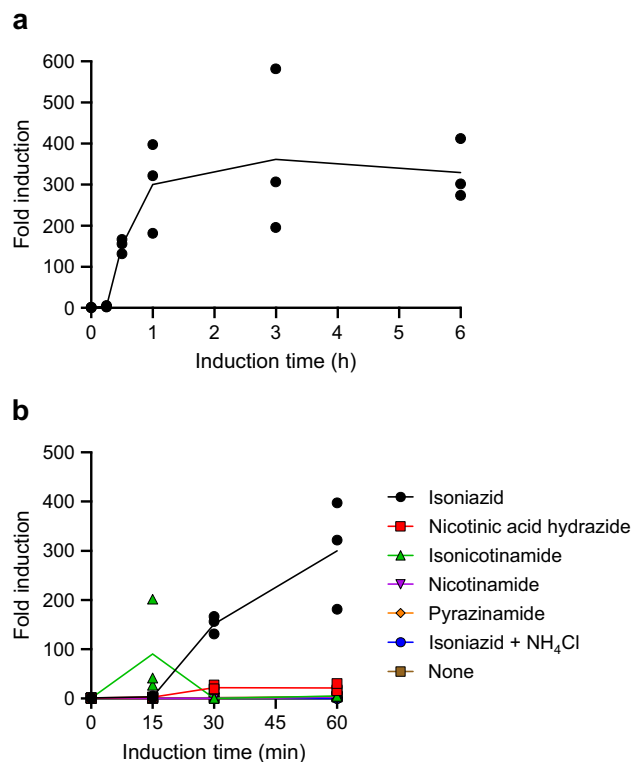 a
600
500
400
300
200
100
0
Fold induction
0 1 2 3 4 5 6
Induction time (h)
b
500
400
300
200
100
0
Fold induction
0 15 30 45 60
Induction time (min)
Isoniazid
Nicotinic acid hydrazide
Isonicotinamide
Nicotinamide
Pyrazinamide
Isoniazid + NH₄Cl
None